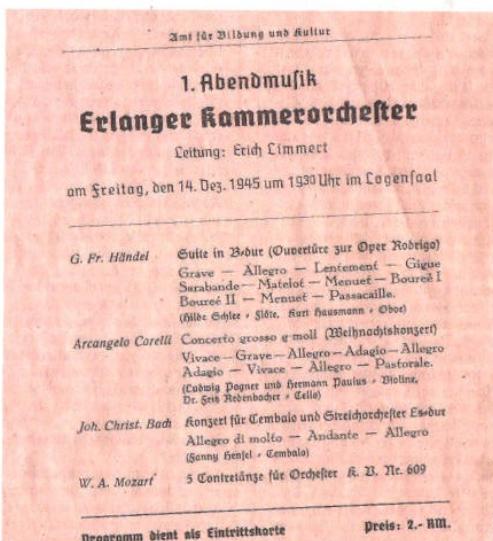 Amt für Bildung und Kultur
1. Abendmusik
Erlanger Kammerorchester
Leitung: Erich Limmert
am Freitag, den 14. Dez. 1945 um 19³⁰ Uhr im Logensaal
G. Fr. Händel Suite in B-dur (Ouvertüre zur Oper Rodrigo)
Grave — Allegro — Lentement — Gigue
Sarabande — Matelot — Menuet — Boureé I
Boureé II — Menuet — Passacaille.
(Hilde Schlee - Flöte, Kurt Hausmann - Oboe)
Arcangelo Corelli Concerto grosso g-moll (Weihnachtskonzert)
Vivace — Grave — Allegro — Adagio — Allegro
Adagio — Vivace — Allegro — Pastorale.
(Ludwig Pogner und Hermann Paulus - Violine,
Dr. Fritz Redenbacher - Cello)
Joh. Christ. Bach Konzert für Cembalo und Streichorchester Es-dur
Allegro di molto — Andante — Allegro
(Fanny Hensel - Cembalo)
W. A. Mozart 5 Contretänze für Orchester K. V. Nr. 609
Programm dient als Eintrittskarte Preis: 2.- RM.